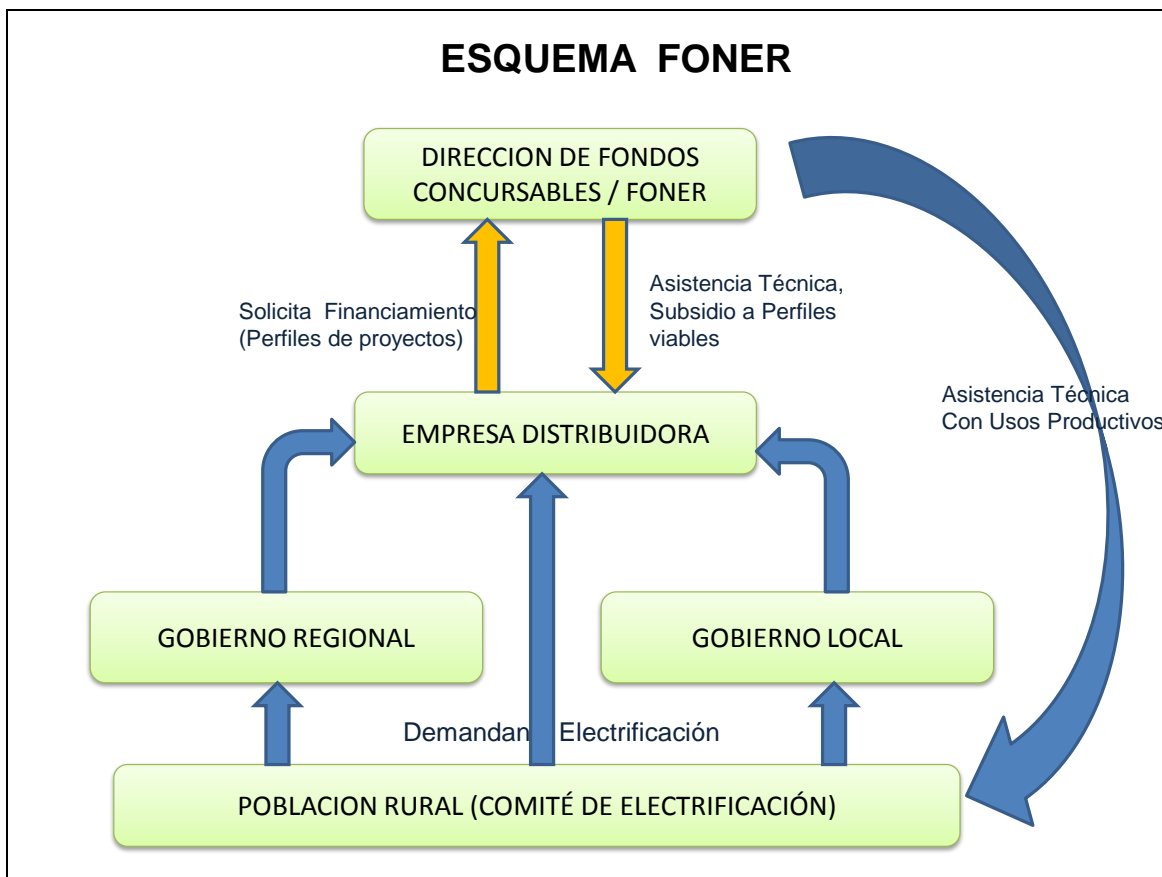 ESQUEMA FONER
DIRECCION DE FONDOS
CONCURSABLES / FONER
Solicita Financiamiento
(Perfiles de proyectos)
Asistencia Técnica,
Subsidio a Perfiles
viables
Asistencia Técnica
Con Usos Productivos
EMPRESA DISTRIBUIDORA
GOBIERNO REGIONAL
GOBIERNO LOCAL
Demandan Electrificación
POBLACION RURAL (COMITÉ DE ELECTRIFICACIÓN)